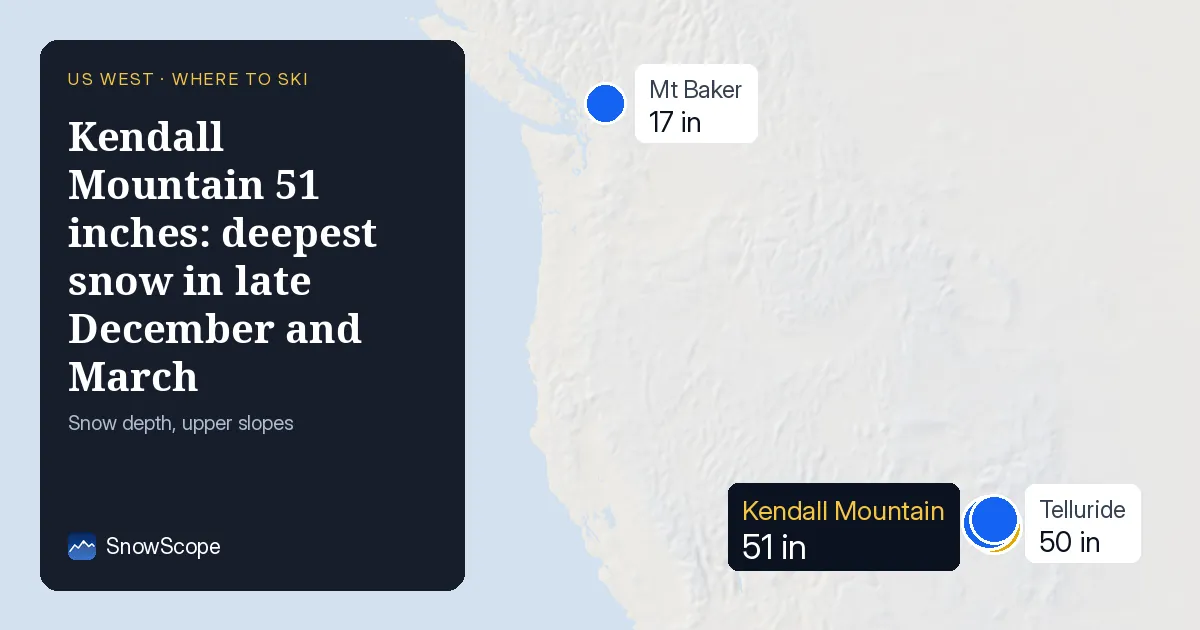 US WEST · WHERE TO SKI
Kendall
Mountain 51
inches: deepest
snow in late
December and
March
Snow depth, upper slopes
SnowScope
Mt Baker
17 in
Kendall Mountain
51 in
Telluride
50 in